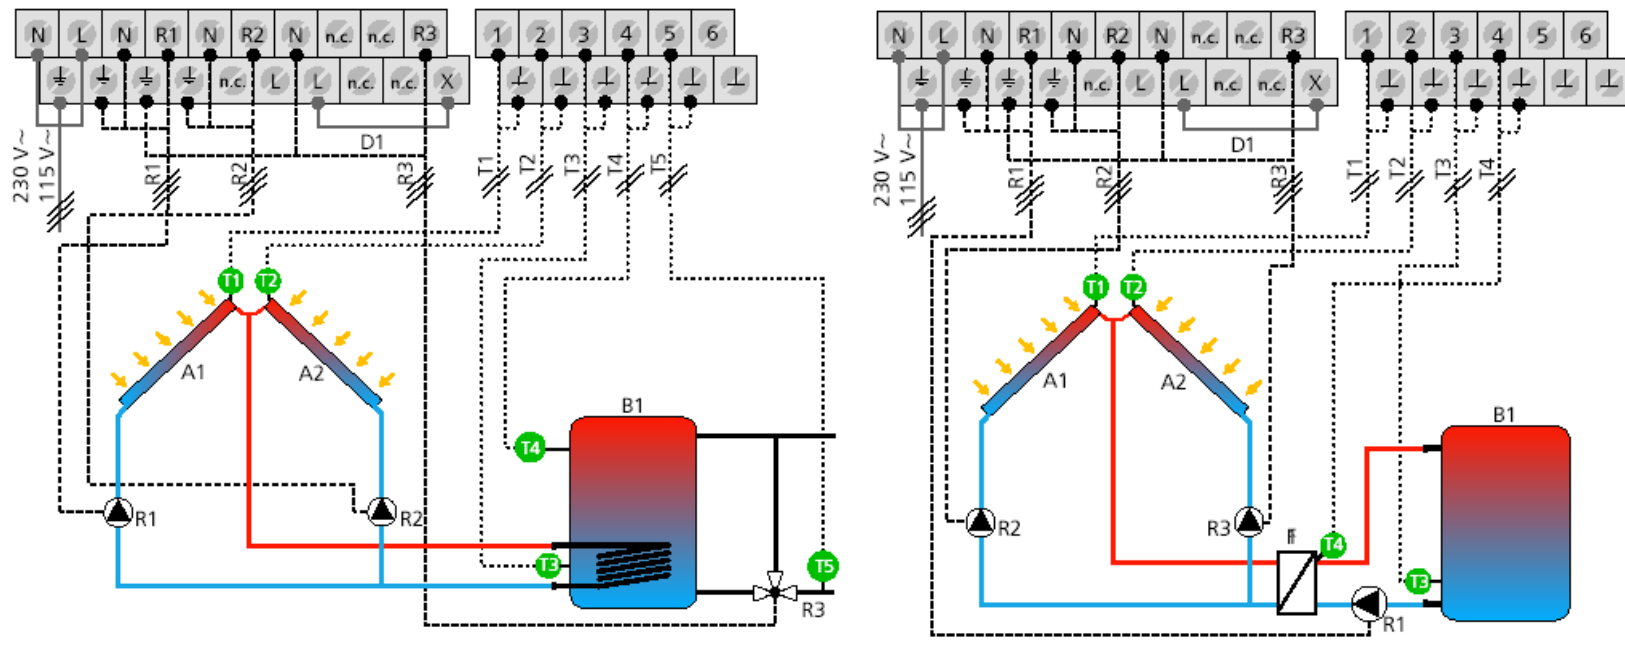 N L N R1 N R2 N n.c. n.c. R3 1 2 3 4 5 6
n.c. L L n.c. n.c. X
D1
230 V~
115 V~
R1 R2 R3 T1 T2 T3 T4 T5
T1 T2
A1 A2
B1
T4
R1 R2
T3 T5
R3
N L N R1 N R2 N n.c. n.c. R3 1 2 3 4 5 6
n.c. L L n.c. n.c. X
D1
230 V~
115 V~
R1 R2 R3 T1 T2 T3 T4
T1 T2
A1 A2
B1
R2 R3
T4
T3
R1